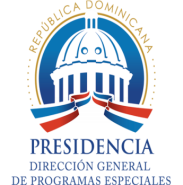 REPÚBLICA DOMINICANA
PRESIDENCIA
DIRECCIÓN GENERAL
DE PROGRAMAS ESPECIALES